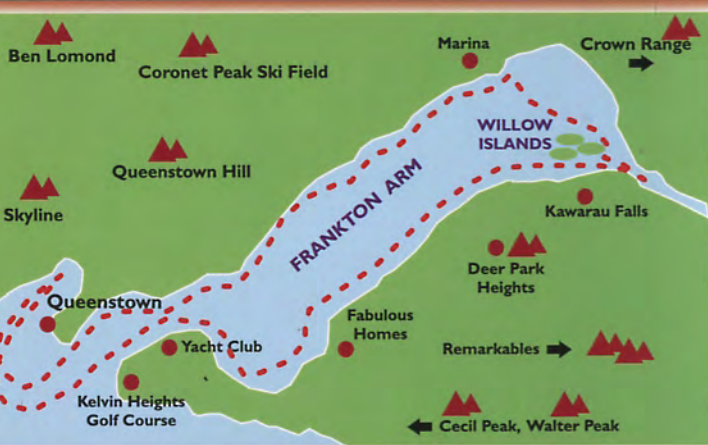 Ben Lomond
Coronet Peak Ski Field
Marina
Crown Range
WILLOW
ISLANDS
Queenstown Hill
Skyline
FRANKTON ARM
Kawarau Falls
Deer Park
Heights
Queenstown
Fabulous
Homes
Yacht Club
Remarkables
Kelvin Heights
Golf Course
Cecil Peak, Walter Peak